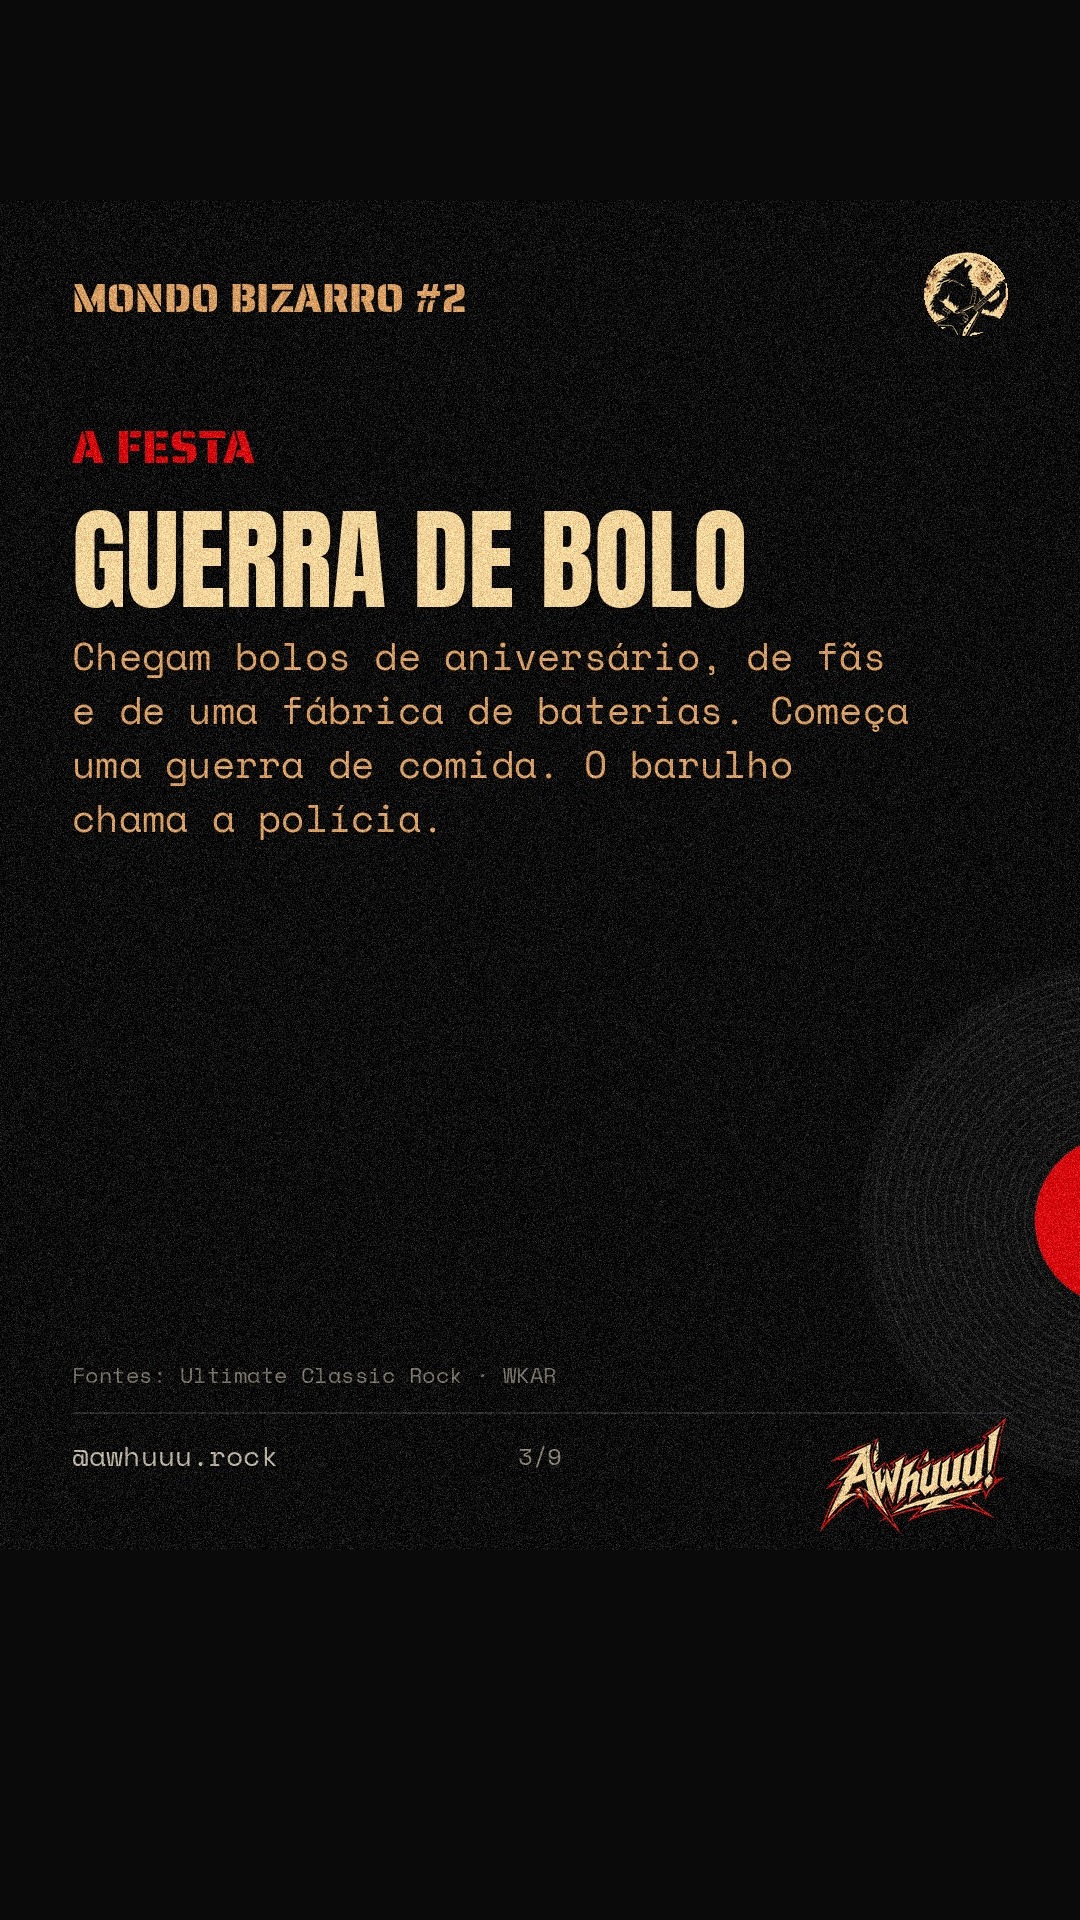 MONDO BIZARRO #2
A FESTA
GUERRA DE BOLO
Chegam bolos de aniversário, de fãs
e de uma fábrica de baterias. Começa
uma guerra de comida. O barulho
chama a polícia.
Fontes: Ultimate Classic Rock · WKAR
@awhuuu.rock
3/9
Awhuuu!